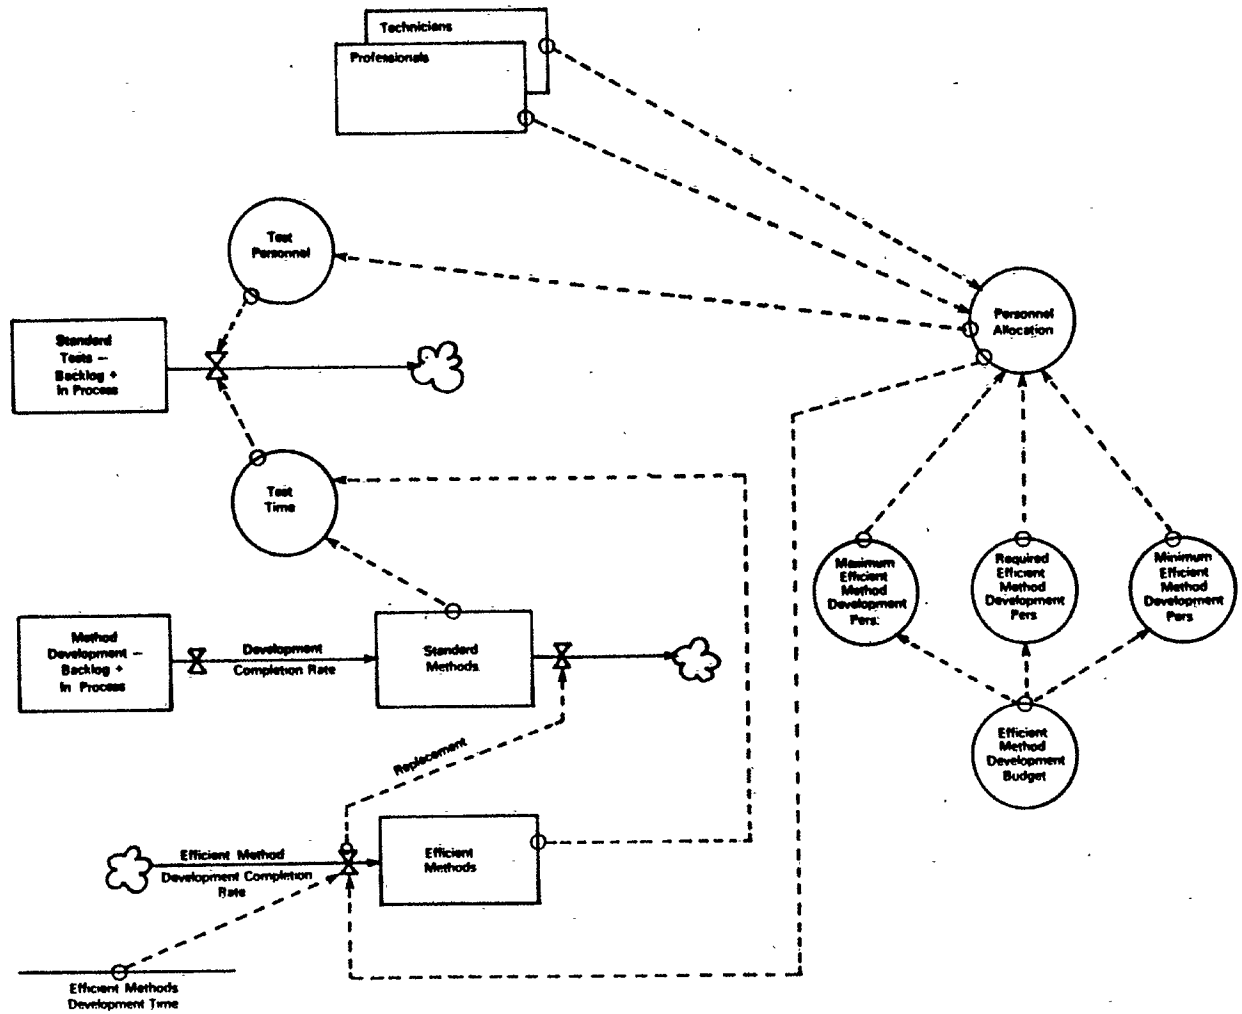 Technicians
Professionals
Test
Personnel
Personnel
Allocation
Standard
Tests —
Backlog +
In Process
Test
Time
Maximum
Efficient
Method
Development
Pers.
Required
Efficient
Method
Development
Pers
Minimum
Efficient
Method
Development
Pers
Method
Development —
Backlog +
In Process
Development
Completion Rate
Standard
Methods
Efficient
Method
Development
Budget
Replacement
Efficient Method
Development Completion
Rate
Efficient
Methods
Efficient Methods
Development Time